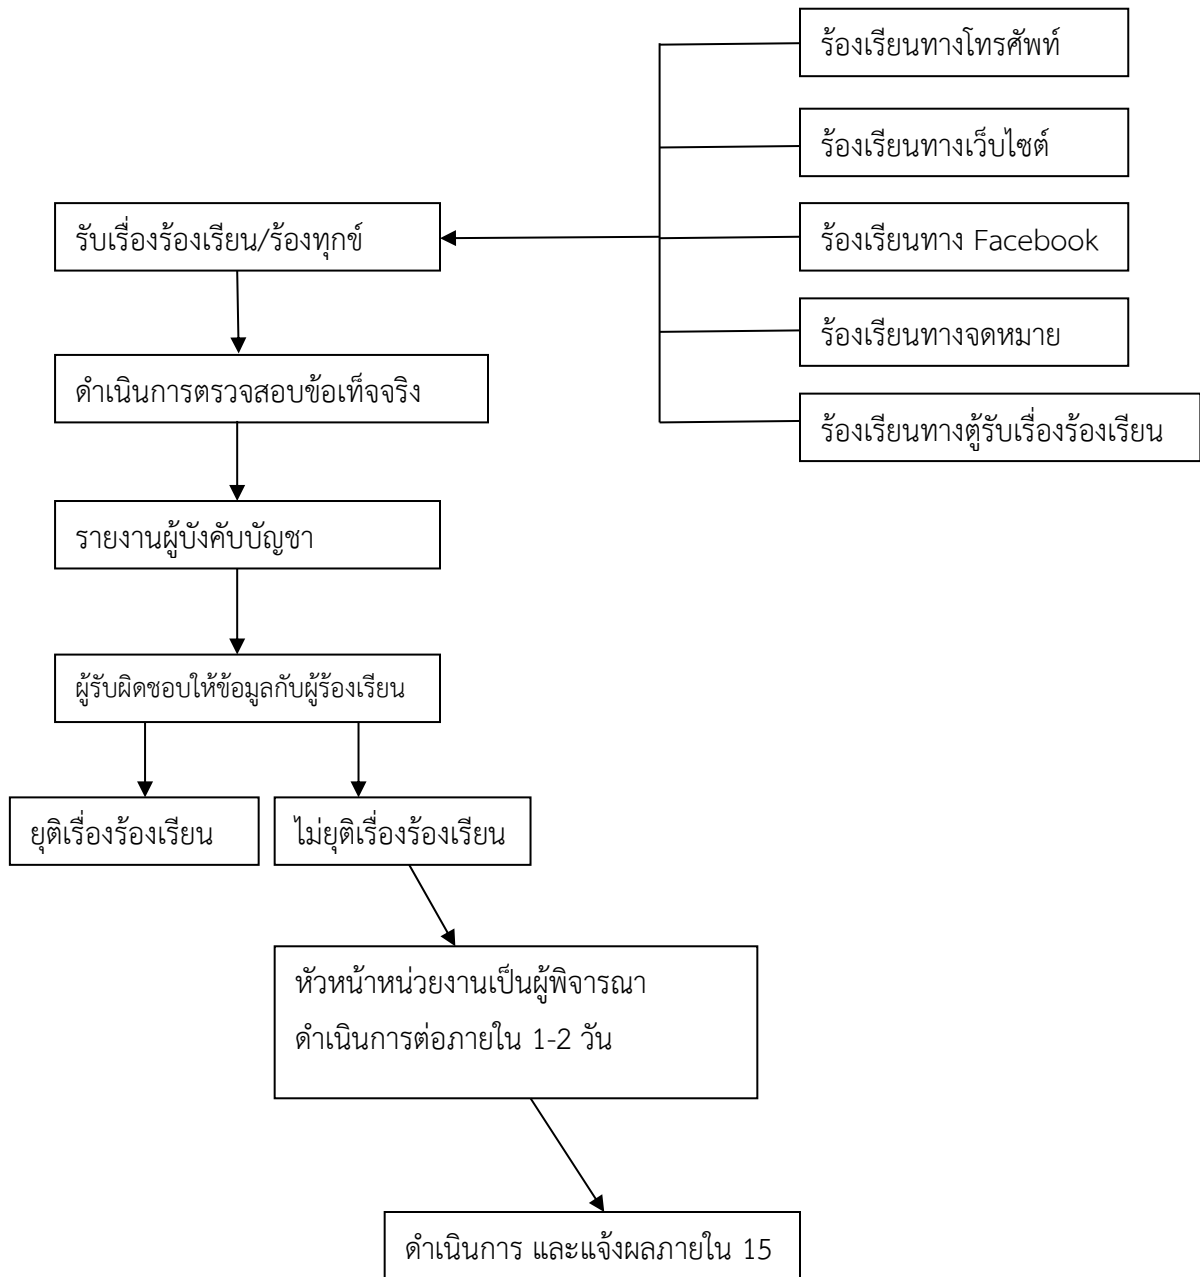 ร้องเรียนทางโทรศัพท์
ร้องเรียนทางเว็บไซต์
ร้องเรียนทาง Facebook
ร้องเรียนทางจดหมาย
ร้องเรียนทางตู้รับเรื่องร้องเรียน
รับเรื่องร้องเรียน/ร้องทุกข์
ดำเนินการตรวจสอบข้อเท็จจริง
รายงานผู้บังคับบัญชา
ผู้รับผิดชอบให้ข้อมูลกับผู้ร้องเรียน
ยุติเรื่องร้องเรียน
ไม่ยุติเรื่องร้องเรียน
หัวหน้าหน่วยงานเป็นผู้พิจารณา
ดำเนินการต่อภายใน 1-2 วัน
ดำเนินการ และแจ้งผลภายใน 15